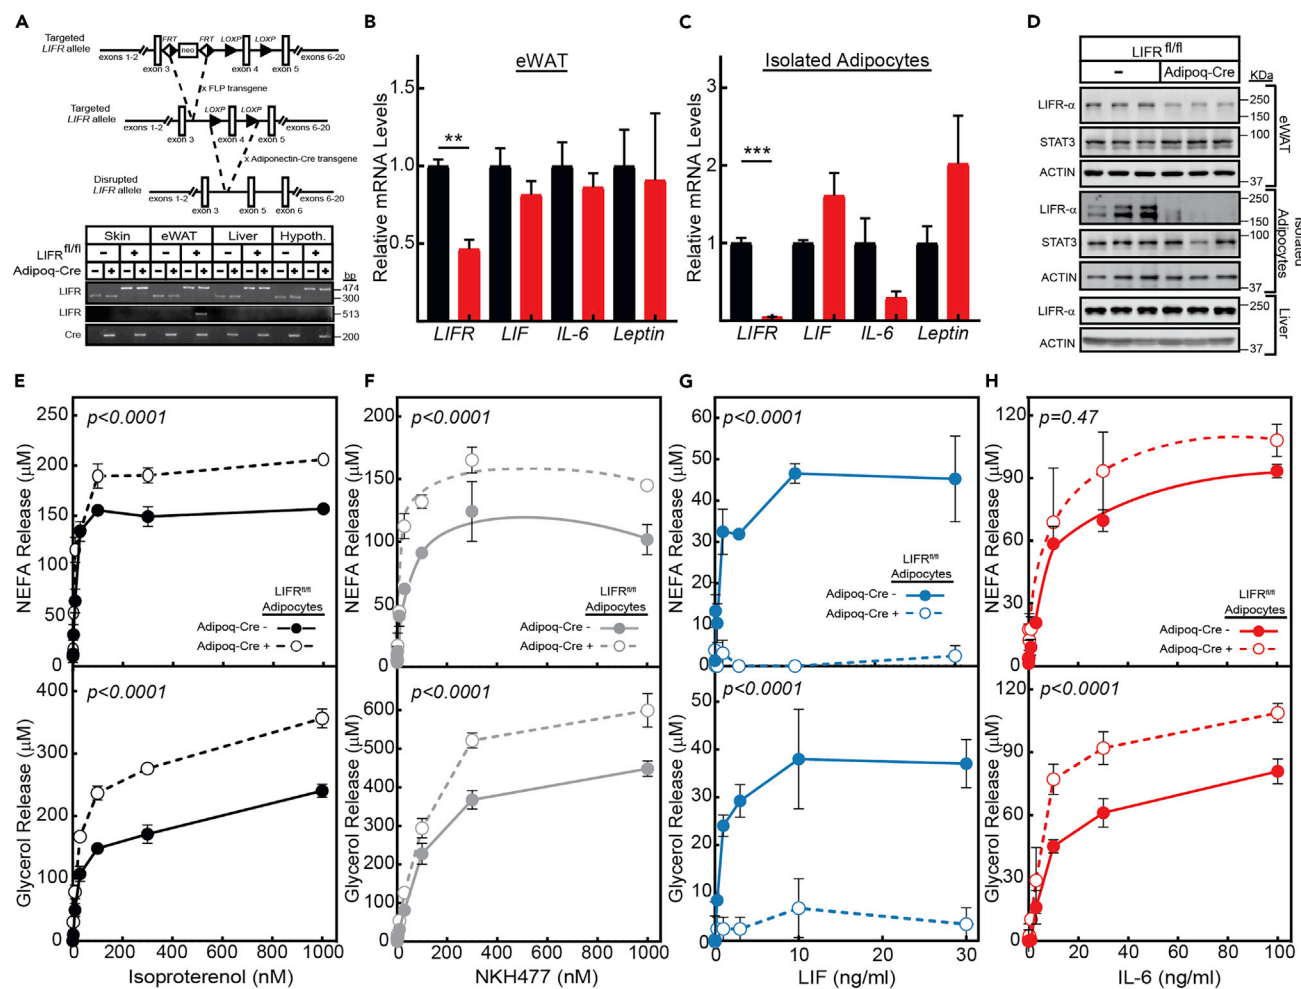 A
Targeted
LIFR allele
exons 1-2
FRT
neo
FRT
LOXP
LOXP
exon 3
exon 4
exon 5
exons 6-20
x FLP transgene
Targeted
LIFR allele
exons 1-2
LOXP
LOXP
exon 3
exon 4
exon 5
exons 6-20
x Adiponectin-Cre transgene
Disrupted
LIFR allele
exons 1-2
exon 3
exon 5
exon 6
exons 6-20
Skin eWAT Liver Hypoth.
LIFR fl/fl − + − + − + − +
Adipoq-Cre − + − + − + − + − + − + − + − + bp
LIFR 474
300
LIFR 513
Cre 200
B
eWAT
Relative mRNA Levels
1.5
1.0
0.5
**
LIFR LIF IL-6 Leptin
C
Isolated Adipocytes
Relative mRNA Levels
3
2
1
***
LIFR LIF IL-6 Leptin
D
LIFR fl/fl
− Adipoq-Cre KDa
LIFR-α 250
150
STAT3 100
ACTIN 37
eWAT
LIFR-α 250
150
STAT3 100
ACTIN 37
Isolated
Adipocytes
LIFR-α 250
ACTIN 37
Liver
E
p<0.0001
NEFA Release (µM)
250
200
150
100
50
0
LIFRfl/fl
Adipocytes
Adipoq-Cre -
Adipoq-Cre +
p<0.0001
Glycerol Release (µM)
400
300
200
100
0
0 200 400 600 800 1000
Isoproterenol (nM)
F
p<0.0001
NEFA Release (µM)
200
150
100
50
0
LIFRfl/fl
Adipocytes
Adipoq-Cre -
Adipoq-Cre +
p<0.0001
Glycerol Release (µM)
600
500
400
300
200
100
0
0 200 400 600 800 1000
NKH477 (nM)
G
p<0.0001
NEFA Release (µM)
60
50
40
30
20
10
0
LIFRfl/fl
Adipocytes
Adipoq-Cre -
Adipoq-Cre +
p<0.0001
Glycerol Release (µM)
50
40
30
20
10
0
0 10 20 30
LIF (ng/ml)
H
p=0.47
NEFA Release (µM)
120
90
60
30
0
LIFRfl/fl
Adipocytes
Adipoq-Cre -
Adipoq-Cre +
p<0.0001
Glycerol Release (µM)
120
90
60
30
0
0 20 40 60 80 100
IL-6 (ng/ml)